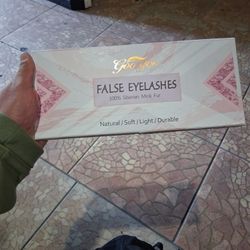 FALSE EYELASHES
100% Siberian Mink Fur
Natural / Soft / Light / Durable